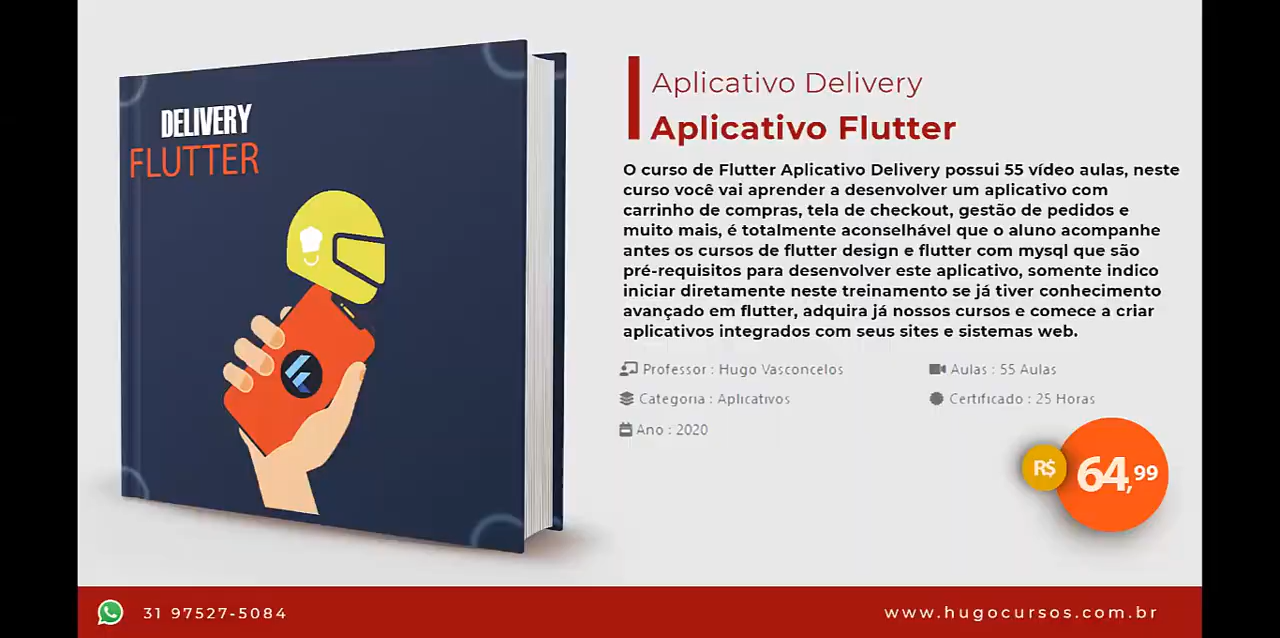 DELIVERY
FLUTTER
Aplicativo Delivery
Aplicativo Flutter
O curso de Flutter Aplicativo Delivery possui 55 vídeo aulas, neste
curso você vai aprender a desenvolver um aplicativo com
carrinho de compras, tela de checkout, gestão de pedidos e
muito mais, é totalmente aconselhável que o aluno acompanhe
antes os cursos de flutter design e flutter com mysql que são
pré-requisitos para desenvolver este aplicativo, somente indico
iniciar diretamente neste treinamento se já tiver conhecimento
avançado em flutter, adquira já nossos cursos e comece a criar
aplicativos integrados com seus sites e sistemas web.
Professor : Hugo Vasconcelos
Aulas : 55 Aulas
Categoria : Aplicativos
Certificado : 25 Horas
Ano : 2020
R$ 64,99
31 97527-5084
www.hugocursos.com.br